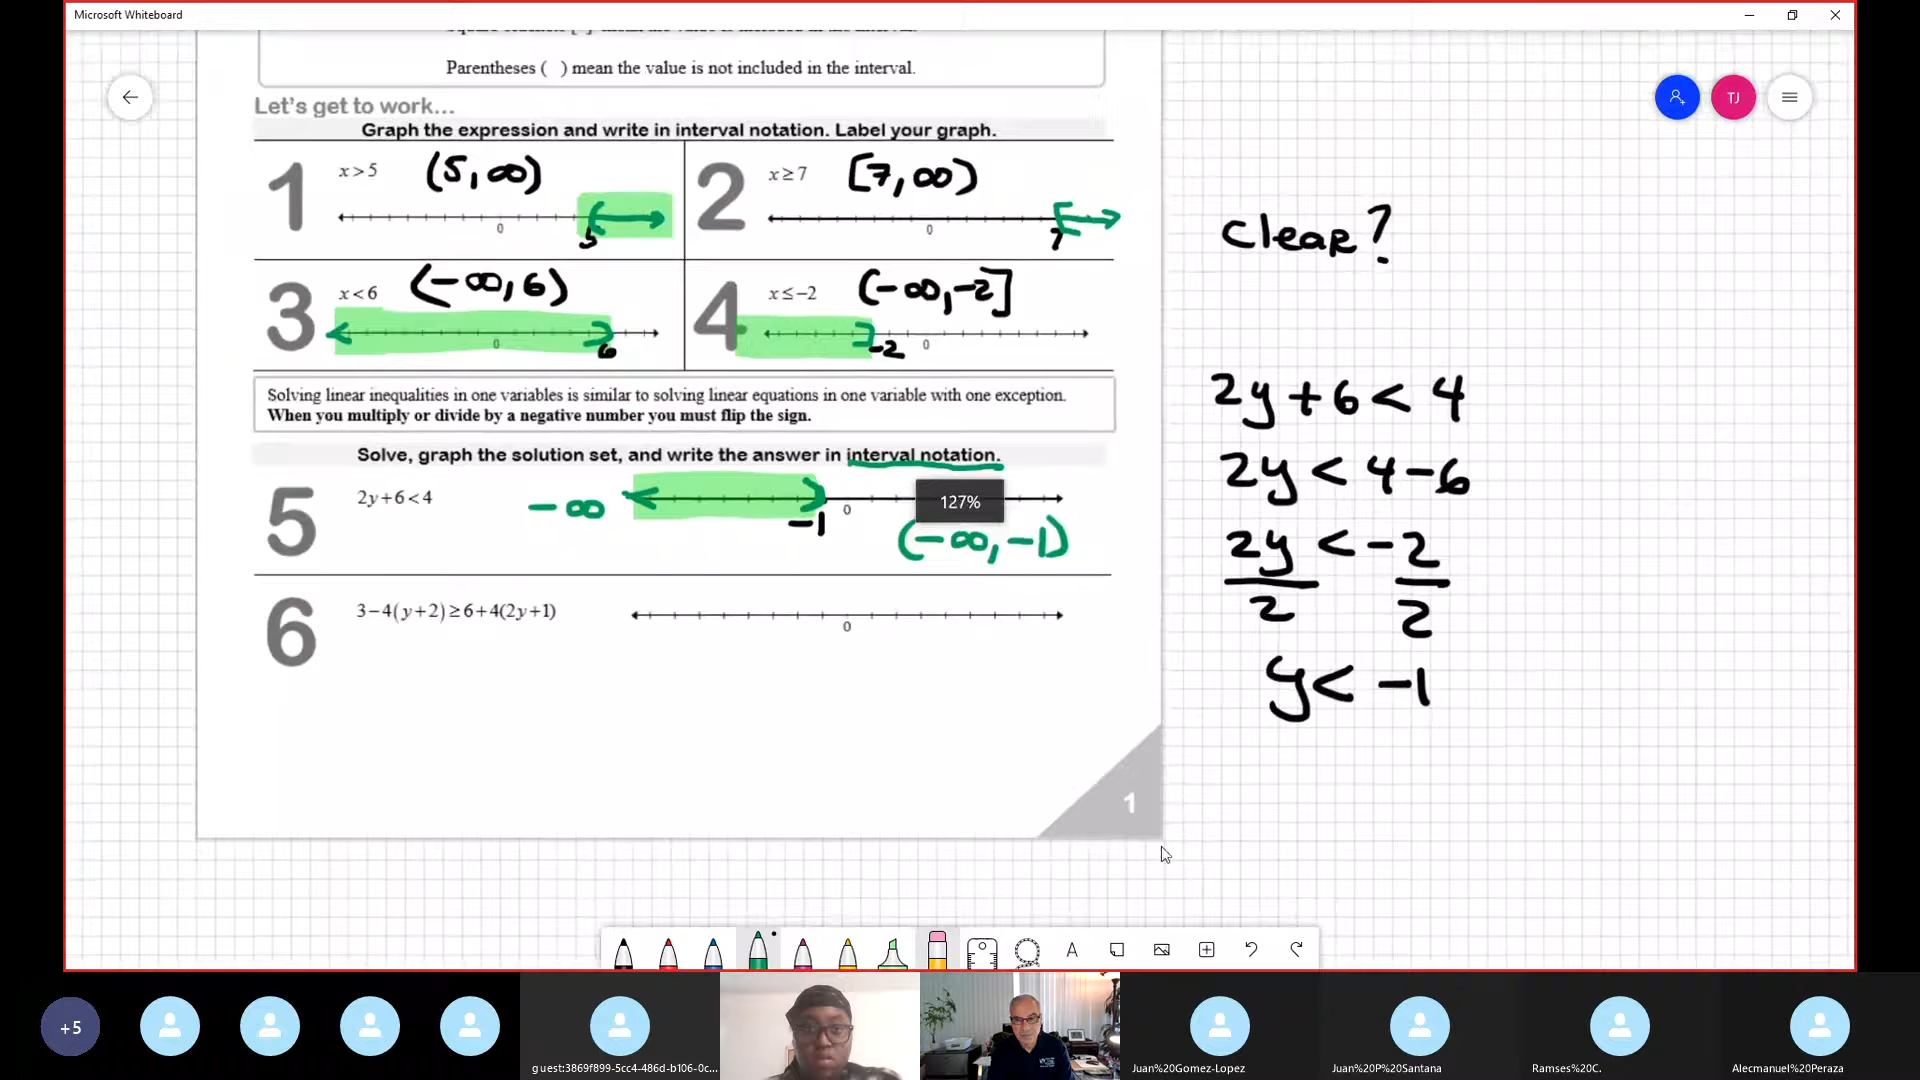 Microsoft Whiteboard
Parentheses ( ) mean the value is not included in the interval.
Let's get to work...
Graph the expression and write in interval notation. Label your graph.
1 x > 5 (5, ∞)
0
5
2 x ≥ 7 [7, ∞)
0
7
3 x < 6 (-∞, 6)
0
6
4 x ≤ -2 (-∞, -2]
-2 0
Solving linear inequalities in one variables is similar to solving linear equations in one variable with one exception.
When you multiply or divide by a negative number you must flip the sign.
Solve, graph the solution set, and write the answer in interval notation.
5 2y+6<4 -∞
-1 0
127%
(-∞, -1)
6 3-4(y+2)≥6+4(2y+1)
0
1
Clear?
2y + 6 < 4
2y < 4 - 6
2y < -2
2 2
y < -1
TJ
A
+5
guest:3869f899-5cc4-486d-b106-0c...
Juan%20Gomez-Lopez
Juan%20P%20Santana
Ramses%20C.
Alecmanuel%20Peraza